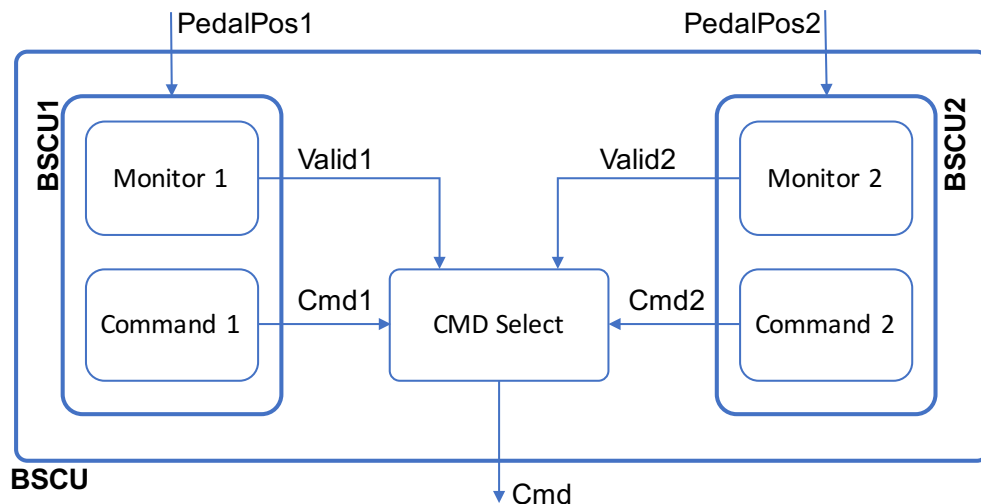 PedalPos1
PedalPos2
BSCU1
BSCU2
Monitor 1
Valid1
Valid2
Monitor 2
Command 1
Cmd1
CMD Select
Cmd2
Command 2
BSCU
Cmd